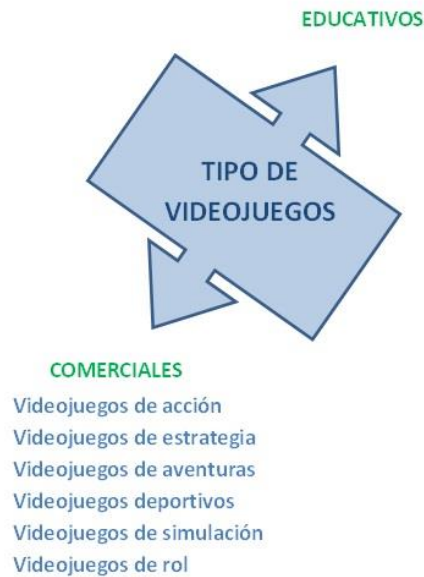 EDUCATIVOS
TIPO DE
VIDEOJUEGOS
COMERCIALES
Videojuegos de acción
Videojuegos de estrategia
Videojuegos de aventuras
Videojuegos deportivos
Videojuegos de simulación
Videojuegos de rol